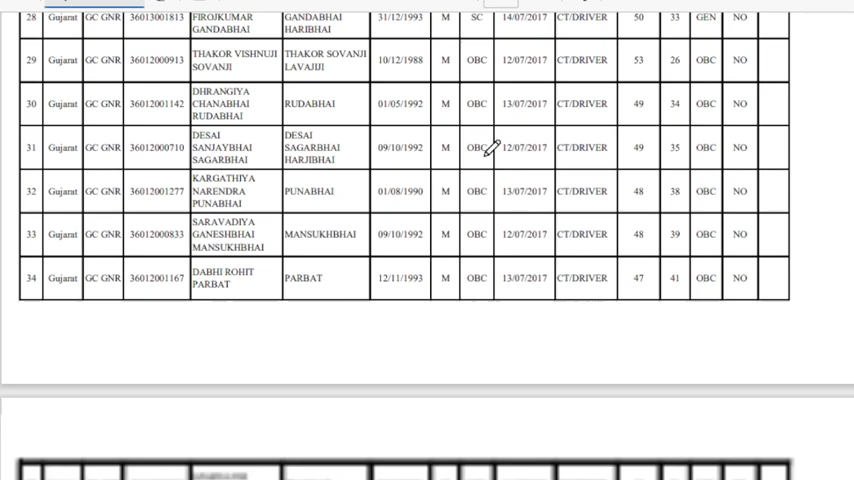 28 Gujarat GC GNR 36013001813 FIROJKUMAR GANDABHAI 31/12/1993 M SC 14/07/2017 CT/DRIVER 50 33 GEN NO
GANDABHAI HARIBHAI
29 Gujarat GC GNR 36012000913 THAKOR VISHNUJI THAKOR SOVANJI 10/12/1988 M OBC 12/07/2017 CT/DRIVER 53 26 OBC NO
SOVANJI LAVAJIJI
DHRANGIYA
30 Gujarat GC GNR 36012001142 CHANABHAI RUDABHAI 01/05/1992 M OBC 13/07/2017 CT/DRIVER 49 34 OBC NO
RUDABHAI
DESAI DESAI
31 Gujarat GC GNR 36012000710 SANJAYBHAI SAGARBHAI 09/10/1992 M OBC 12/07/2017 CT/DRIVER 49 35 OBC NO
SAGARBHAI HARJIBHAI
KARGATHIYA
32 Gujarat GC GNR 36012001277 NARENDRA PUNABHAI 01/08/1990 M OBC 13/07/2017 CT/DRIVER 48 38 OBC NO
PUNABHAI
SARAVADIYA
33 Gujarat GC GNR 36012000833 GANESHBHAI MANSUKHBHAI 09/10/1992 M OBC 12/07/2017 CT/DRIVER 48 39 OBC NO
MANSUKHBHAI
34 Gujarat GC GNR 36012001167 DABHI ROHIT PARBAT 12/11/1993 M OBC 13/07/2017 CT/DRIVER 47 41 OBC NO
PARBAT